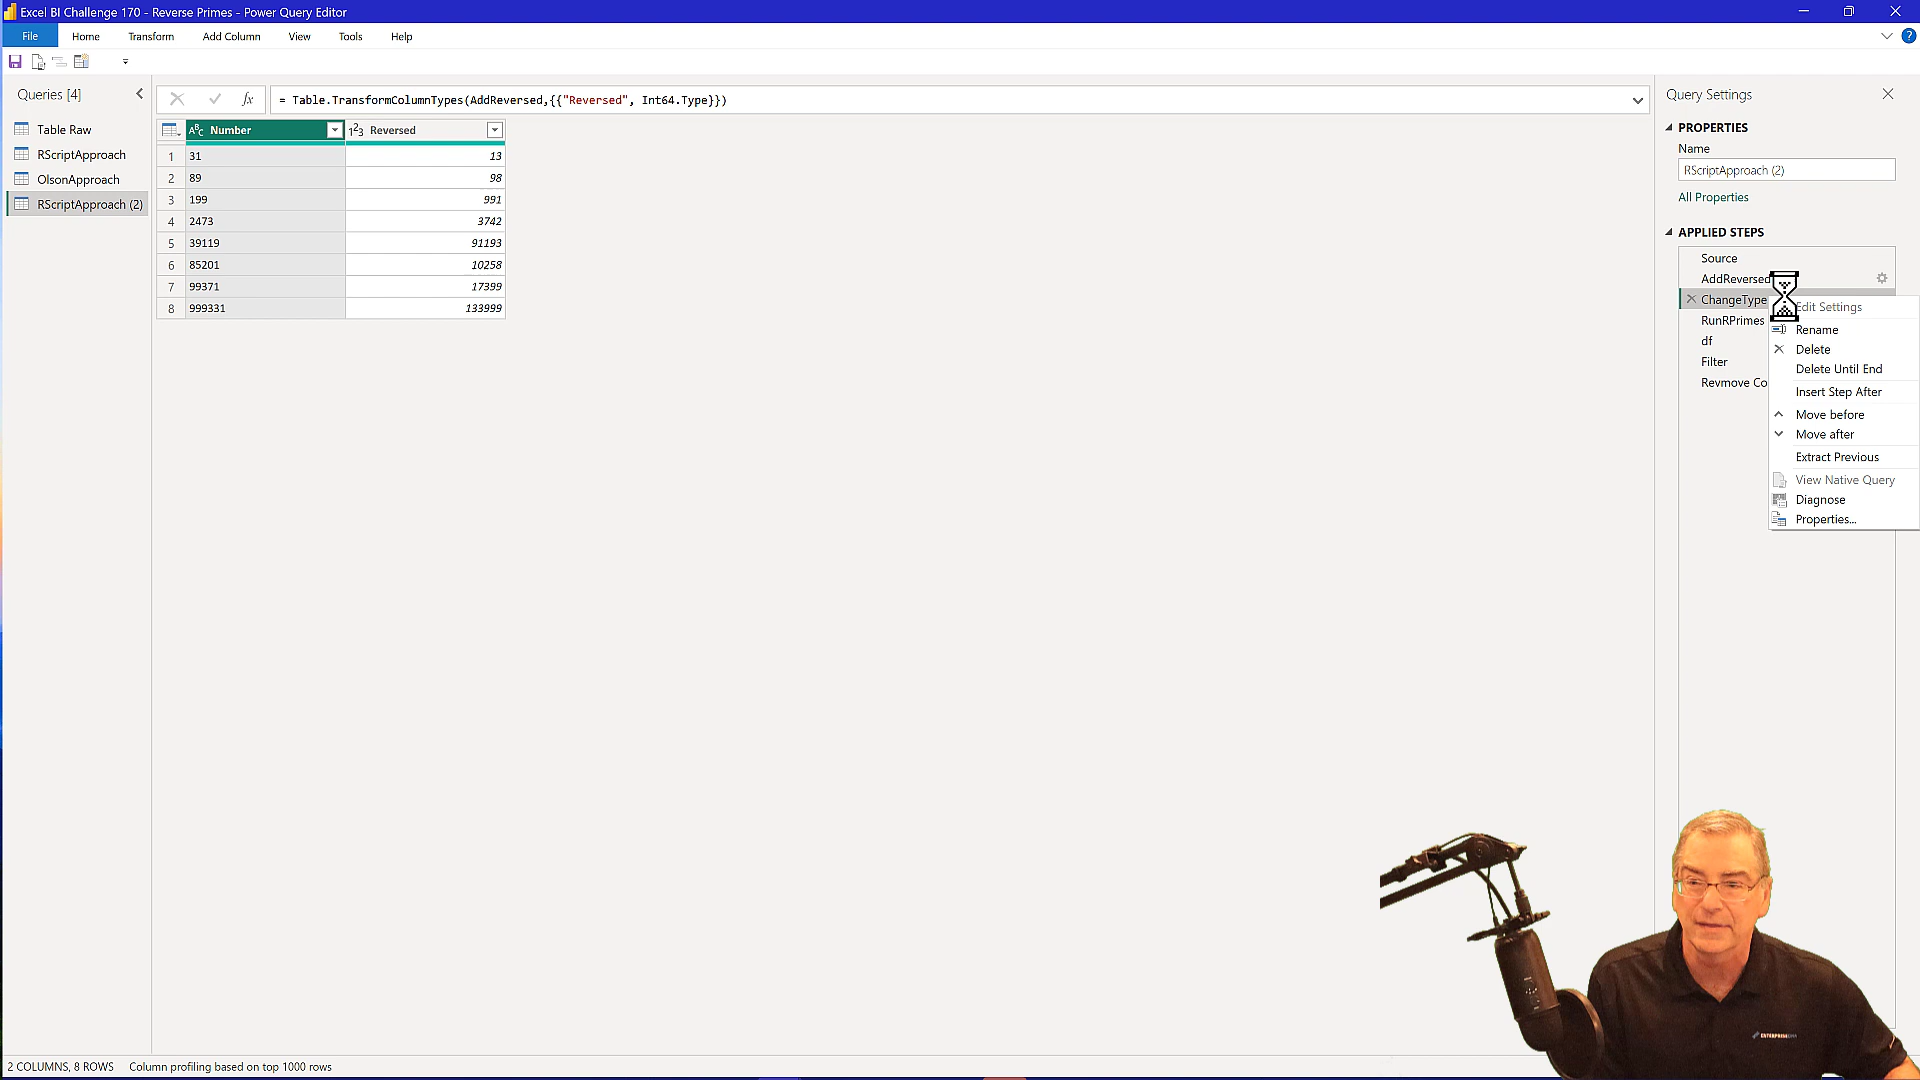 Excel BI Challenge 170 - Reverse Primes - Power Query Editor
File Home Transform Add Column View Tools Help
Queries [4]
Table Raw
RScriptApproach
OlsonApproach
RScriptApproach (2)
fx = Table.TransformColumnTypes(AddReversed,{{"Reversed", Int64.Type}})
ABC Number 123 Reversed
1 31 13
2 89 98
3 199 991
4 2473 3742
5 39119 91193
6 85201 10258
7 99371 17399
8 999331 133999
Query Settings
PROPERTIES
Name
RScriptApproach (2)
All Properties
APPLIED STEPS
Source
AddReversed
ChangeType
RunRPrimes
df
Filter
Revmove Co
Edit Settings
Rename
Delete
Delete Until End
Insert Step After
Move before
Move after
Extract Previous
View Native Query
Diagnose
Properties...
ENTERPRISE DNA
2 COLUMNS, 8 ROWS Column profiling based on top 1000 rows